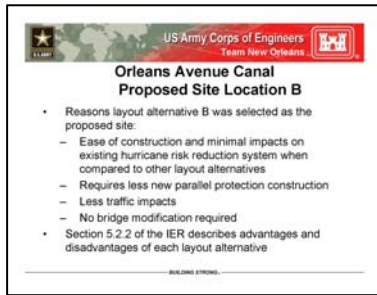 US Army Corps of Engineers
Team New Orleans
U.S. ARMY
Orleans Avenue Canal
Proposed Site Location B
• Reasons layout alternative B was selected as the
proposed site:
– Ease of construction and minimal impacts on
existing hurricane risk reduction system when
compared to other layout alternatives
– Requires less new parallel protection construction
– Less traffic impacts
– No bridge modification required
• Section 5.2.2 of the IER describes advantages and
disadvantages of each layout alternative
BUILDING STRONG®